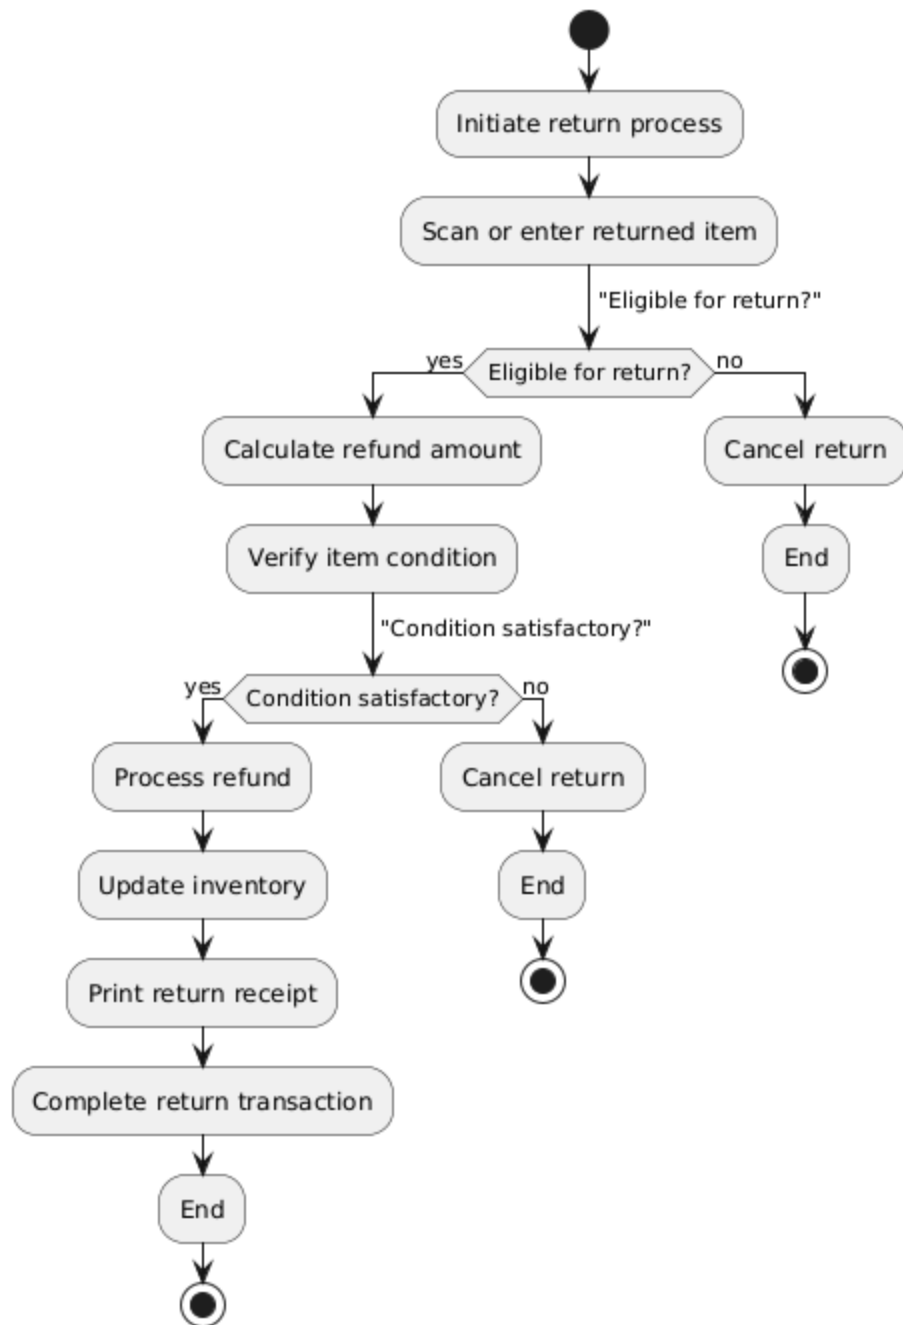 Initiate return process
Scan or enter returned item
"Eligible for return?"
yes
Eligible for return?
no
Calculate refund amount
Cancel return
Verify item condition
End
"Condition satisfactory?"
yes
Condition satisfactory?
no
Process refund
Cancel return
Update inventory
End
Print return receipt
Complete return transaction
End